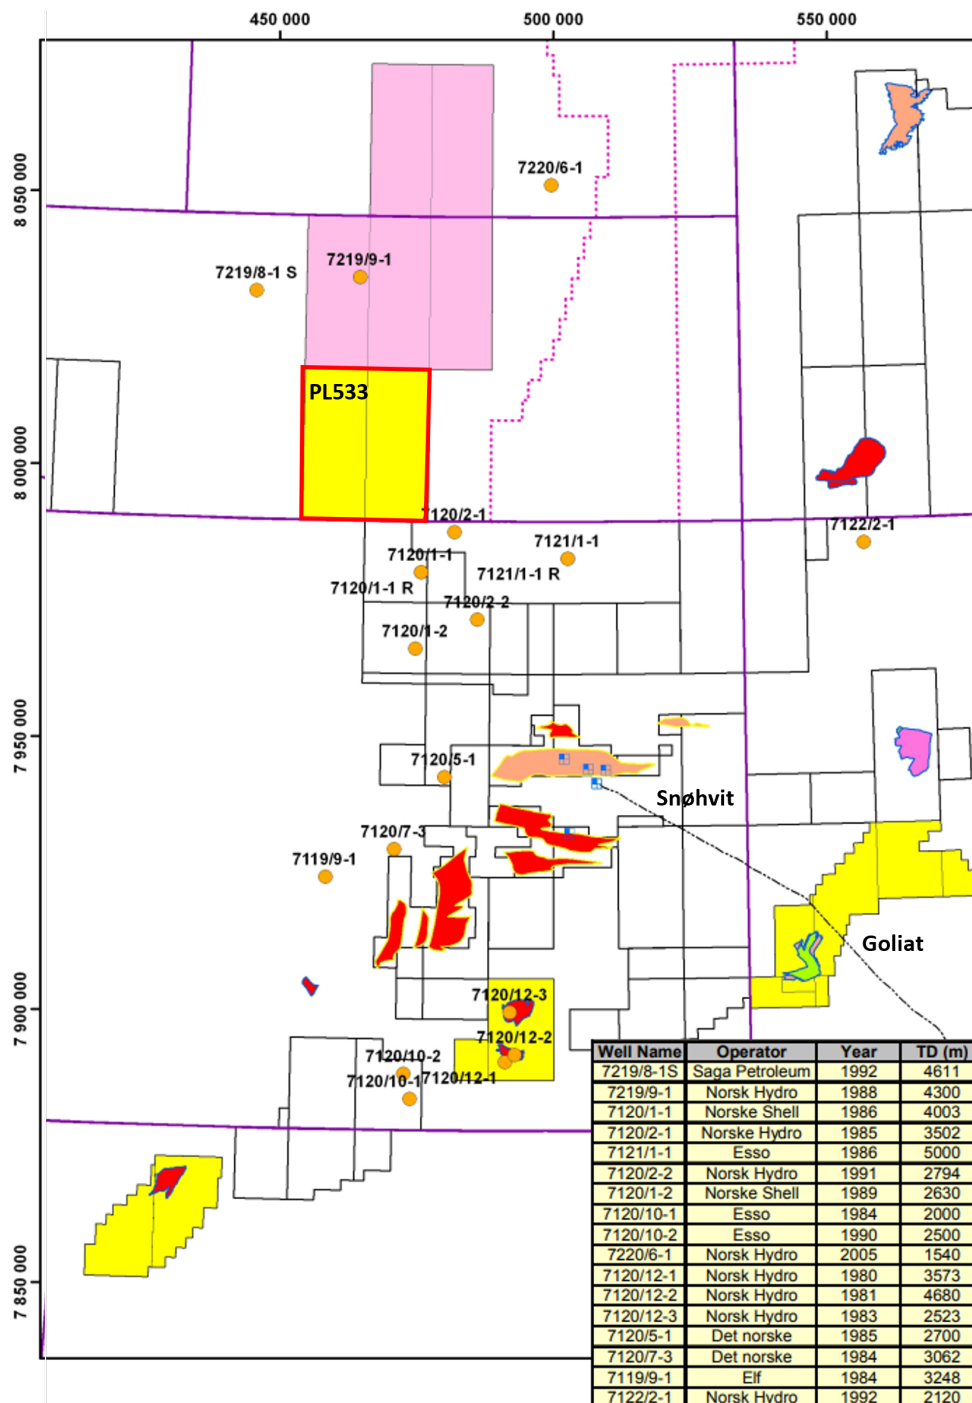 450 000 500 000 550 000
8 050 000
8 000 000
7 950 000
7 900 000
7 850 000
7220/6-1
7219/8-1 S
7219/9-1
PL533
7120/2-1
7122/2-1
7120/1-1
7121/1-1
7120/1-1 R
7121/1-1 R
7120/2-2
7120/1-2
7120/5-1
Snøhvit
7120/7-3
7119/9-1
Goliat
7120/12-3
7120/12-2
7120/10-2
7120/10-1
7120/12-1
Well Name Operator Year TD (m)
7219/8-1S Saga Petroleum 1992 4611
7219/9-1 Norsk Hydro 1988 4300
7120/1-1 Norske Shell 1986 4003
7120/2-1 Norske Hydro 1985 3502
7121/1-1 Esso 1986 5000
7120/2-2 Norsk Hydro 1991 2794
7120/1-2 Norske Shell 1989 2630
7120/10-1 Esso 1984 2000
7120/10-2 Esso 1990 2500
7220/6-1 Norsk Hydro 2005 1540
7120/12-1 Norsk Hydro 1980 3573
7120/12-2 Norsk Hydro 1981 4680
7120/12-3 Norsk Hydro 1983 2523
7120/5-1 Det norske 1985 2700
7120/7-3 Det norske 1984 3062
7119/9-1 Elf 1984 3248
7122/2-1 Norsk Hydro 1992 2120